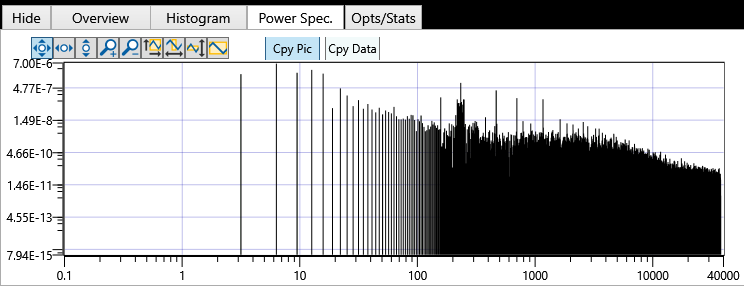 Hide Overview Histogram Power Spec. Opts/Stats
Cpy Pic Cpy Data
7.00E-6
4.77E-7
1.49E-8
4.66E-10
1.46E-11
4.55E-13
7.94E-15
0.1 1 10 100 1000 10000 40000